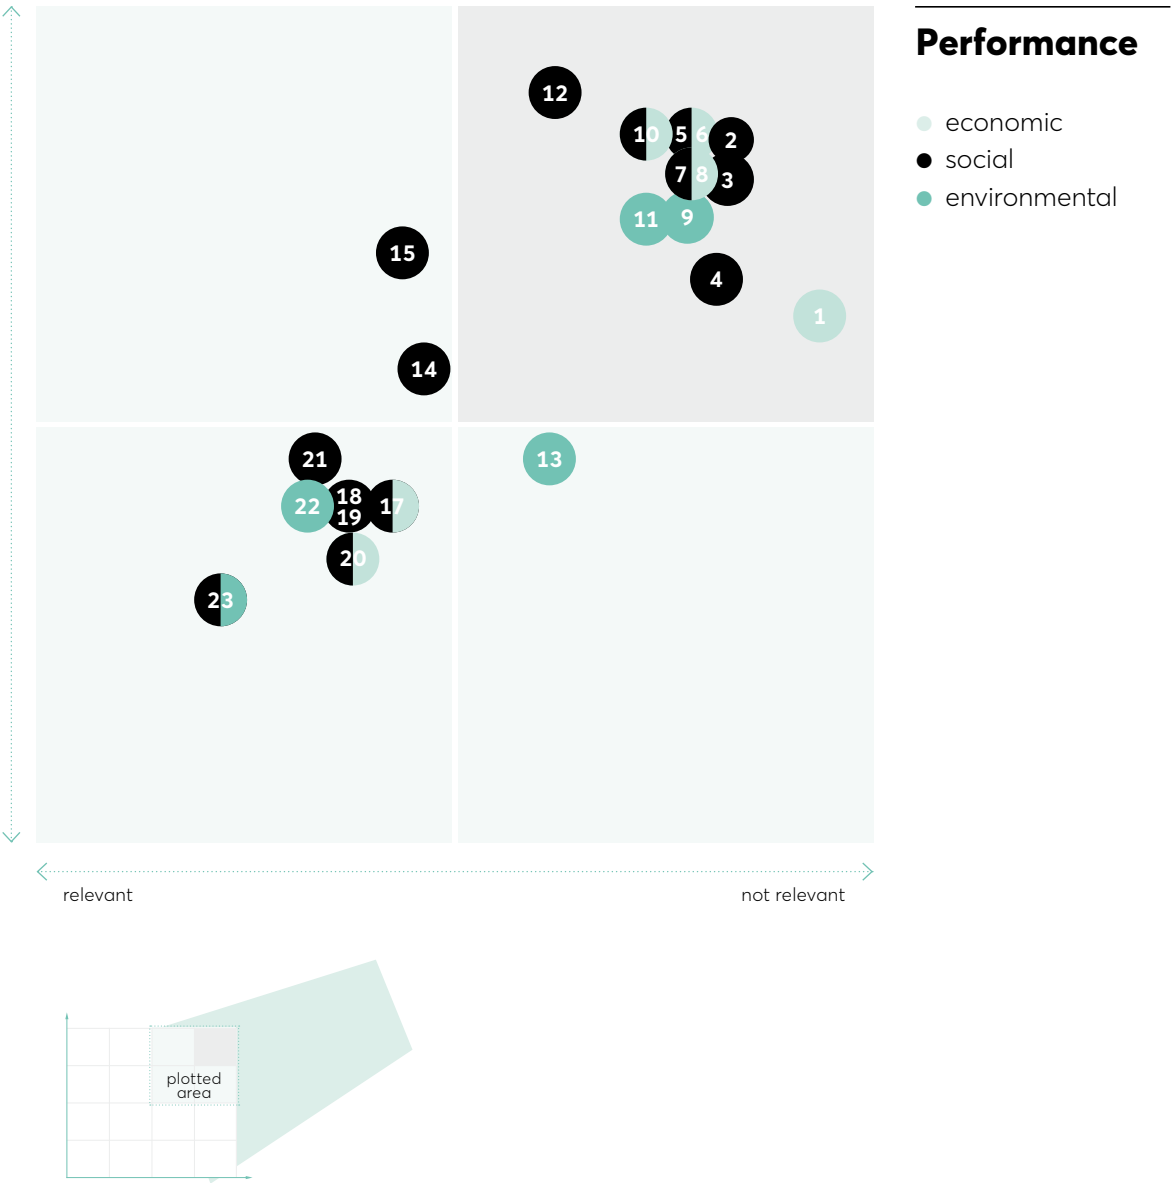 Performance
economic
social
environmental
12
10
5
6
2
7
8
3
11
9
15
4
1
14
21
13
22
18
19
17
20
23
relevant
not relevant
plotted
area